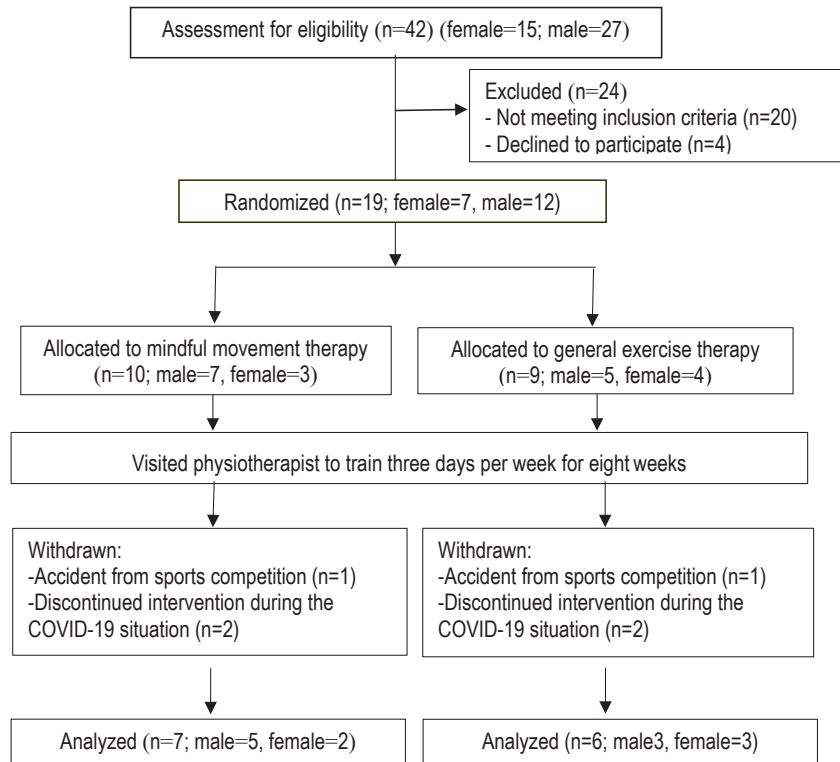 Assessment for eligibility (n=42) (female=15; male=27)
Excluded (n=24)
- Not meeting inclusion criteria (n=20)
- Declined to participate (n=4)
Randomized (n=19; female=7, male=12)
Allocated to mindful movement therapy
(n=10; male=7, female=3)
Allocated to general exercise therapy
(n=9; male=5, female=4)
Visited physiotherapist to train three days per week for eight weeks
Withdrawn:
-Accident from sports competition (n=1)
-Discontinued intervention during the
COVID-19 situation (n=2)
Withdrawn:
-Accident from sports competition (n=1)
-Discontinued intervention during the
COVID-19 situation (n=2)
Analyzed (n=7; male=5, female=2)
Analyzed (n=6; male3, female=3)